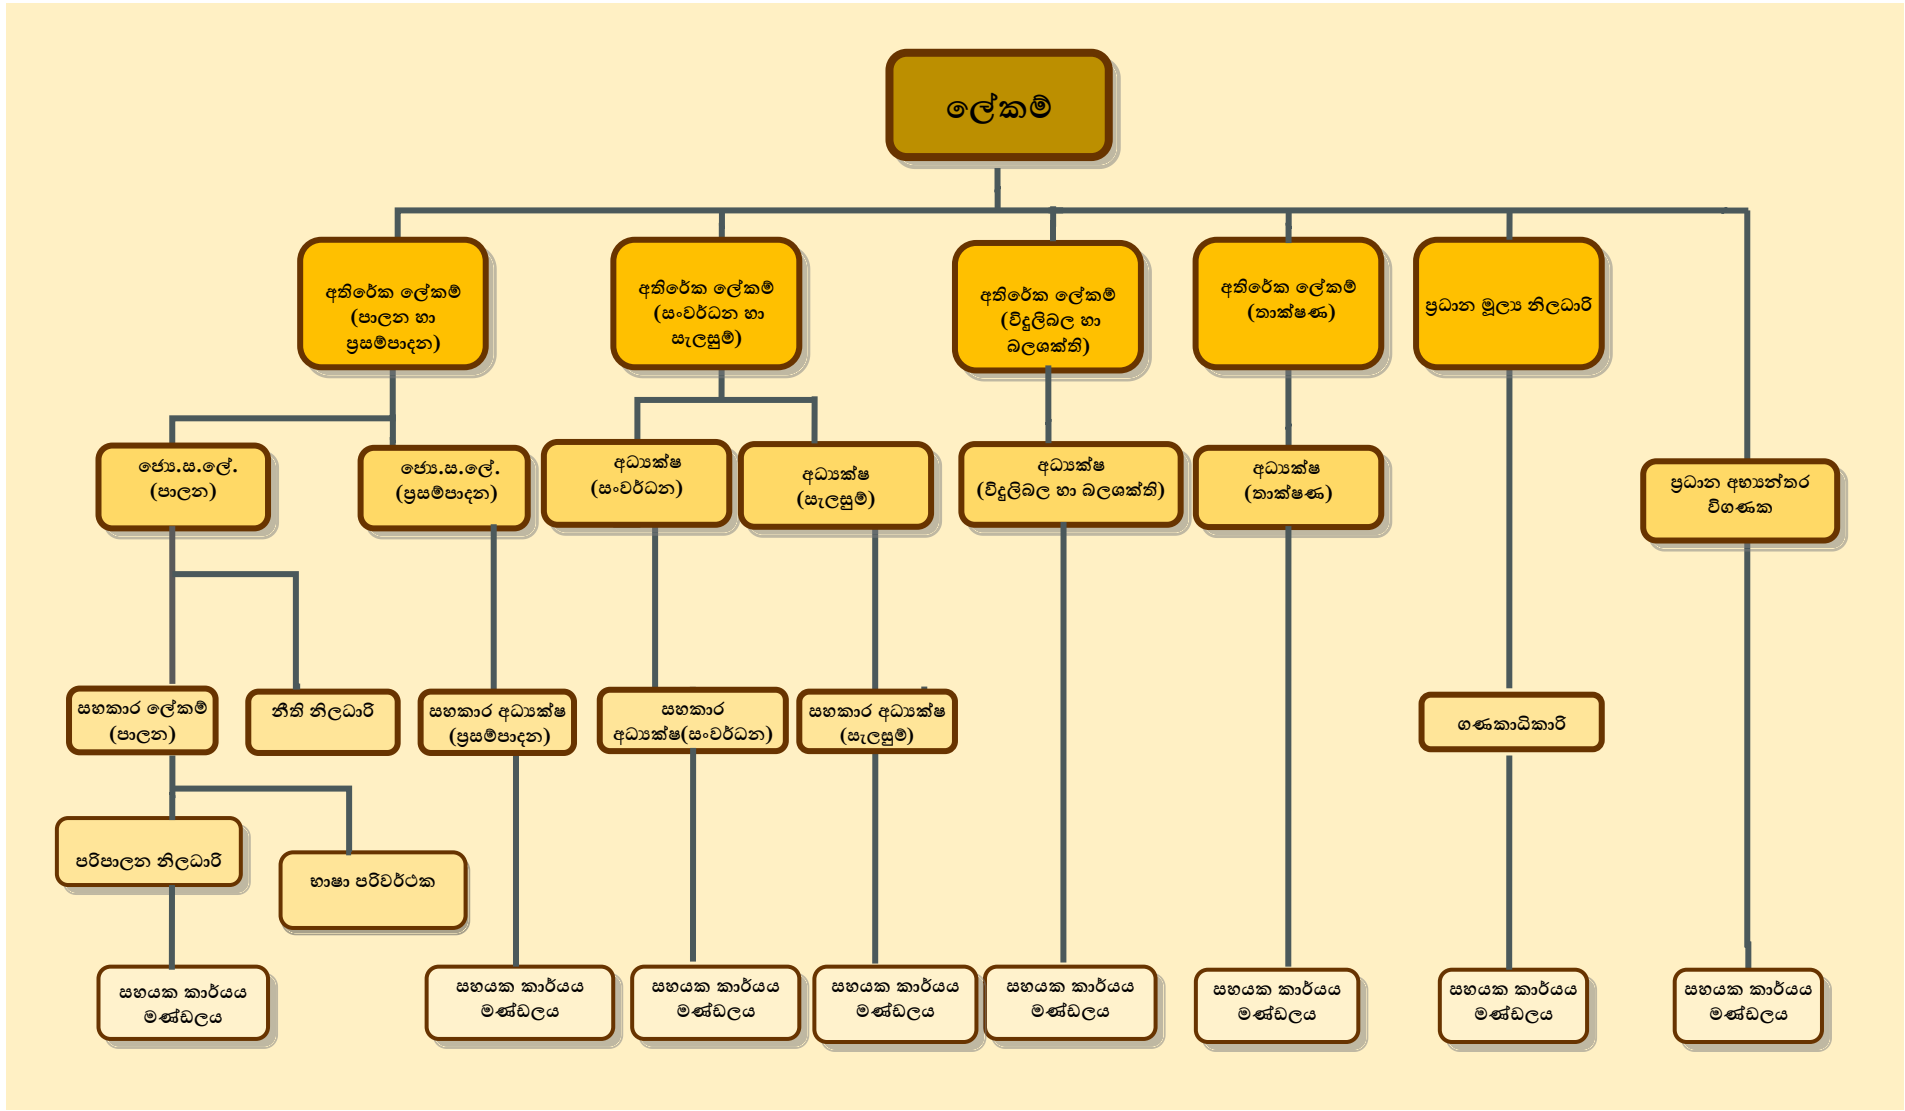 ලේකම්
අතිරේක ලේකම්
(පාලන හා
ප්‍රසම්පාදන)
අතිරේක ලේකම්
(සංවර්ධන හා
සැලසුම්)
අතිරේක ලේකම්
(විදුලිබල හා
බලශක්ති)
අතිරේක ලේකම්
(තාක්ෂණ)
ප්‍රධාන මූල්‍ය නිලධාරි
ජ්‍යෙ.ස.ලේ.
(පාලන)
ජ්‍යෙ.ස.ලේ.
(ප්‍රසම්පාදන)
අධ්‍යක්ෂ
(සංවර්ධන)
අධ්‍යක්ෂ
(සැලසුම්)
අධ්‍යක්ෂ
(විදුලිබල හා බලශක්ති)
අධ්‍යක්ෂ
(තාක්ෂණ)
ප්‍රධාන අභ්‍යන්තර
විගණක
සහකාර ලේකම්
(පාලන)
නීති නිලධාරි
සහකාර අධ්‍යක්ෂ
(ප්‍රසම්පාදන)
සහකාර
අධ්‍යක්ෂ(සංවර්ධන)
සහකාර අධ්‍යක්ෂ
(සැලසුම්)
ගණකාධිකාරි
පරිපාලන නිලධාරි
භාෂා පරිවර්ථක
සහයක කාර්යය
මණ්ඩලය
සහයක කාර්යය
මණ්ඩලය
සහයක කාර්යය
මණ්ඩලය
සහයක කාර්යය
මණ්ඩලය
සහයක කාර්යය
මණ්ඩලය
සහයක කාර්යය
මණ්ඩලය
සහයක කාර්යය
මණ්ඩලය
සහයක කාර්යය
මණ්ඩලය